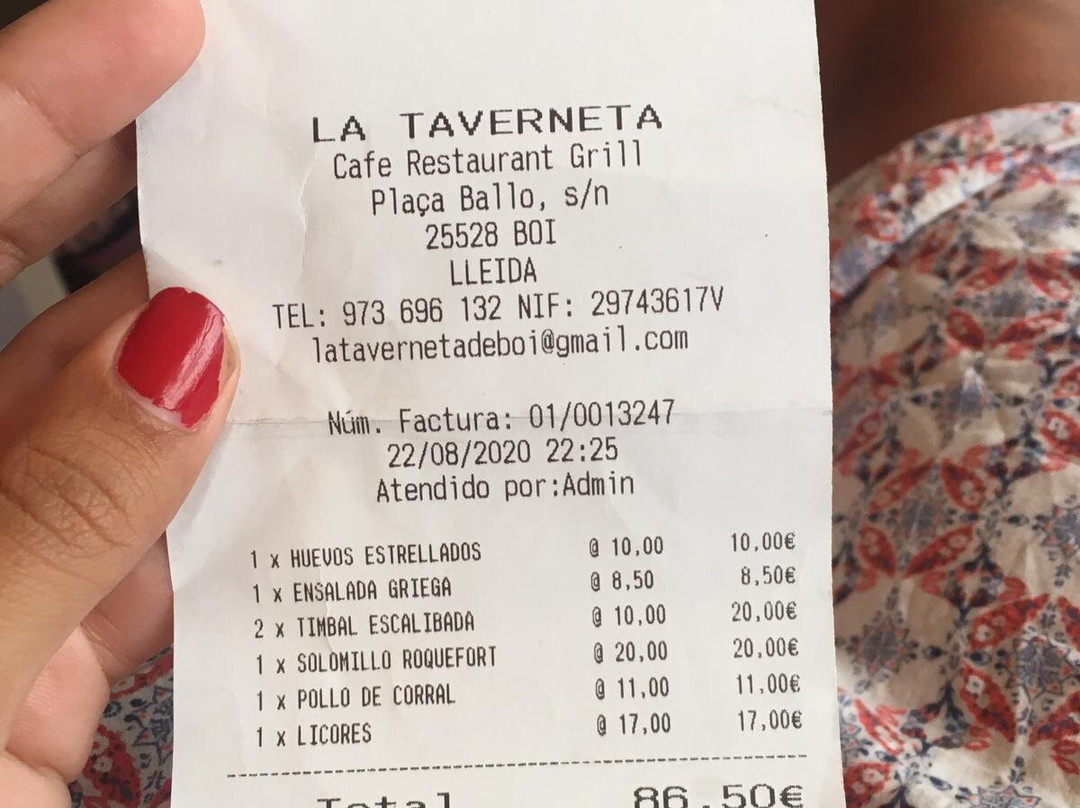 LA TAVERNETA
Cafe Restaurant Grill
Plaça Ballo, s/n
25528 BOI
LLEIDA
TEL: 973 696 132 NIF: 29743617V
latavernetadeboi@gmail.com
Núm. Factura: 01/0013247
22/08/2020 22:25
Atendido por:Admin
1 x HUEVOS ESTRELLADOS @ 10,00 10,00€
1 x ENSALADA GRIEGA @ 8,50 8,50€
2 x TIMBAL ESCALIBADA @ 10,00 20,00€
1 x SOLOMILLO ROQUEFORT @ 20,00 20,00€
1 x POLLO DE CORRAL @ 11,00 11,00€
1 x LICORES @ 17,00 17,00€
Total 86,50€